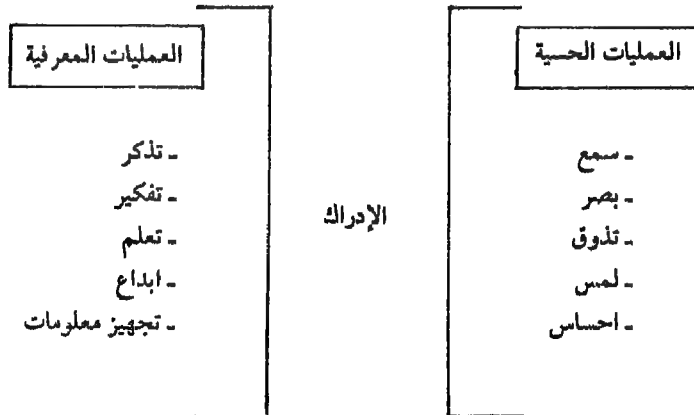 العمليات الحسية
- سمع
- بصر
- تذوق
- لمس
- احساس
الإدراك
العمليات المعرفية
- تذكر
- تفكير
- تعلم
- ابداع
- تجهيز معلومات